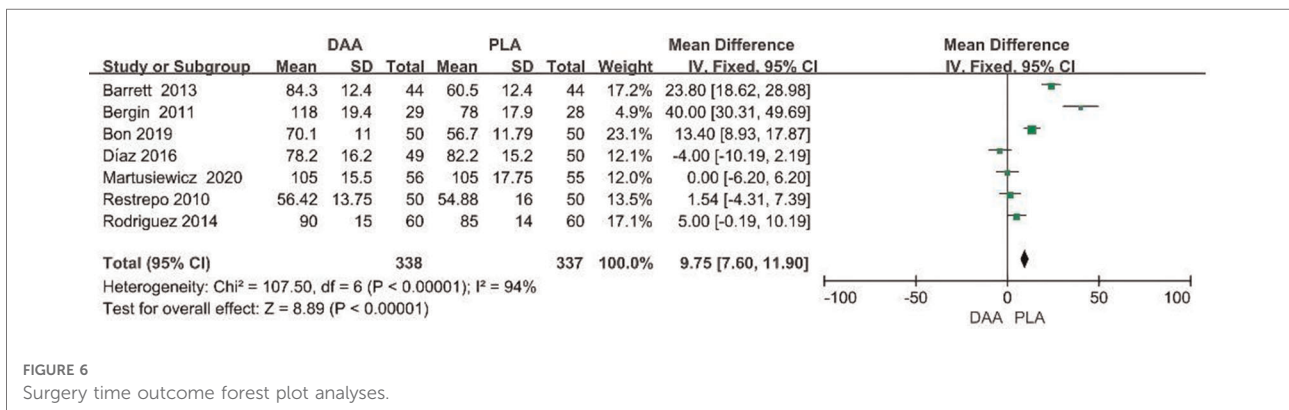 DAA PLA Mean Difference Mean Difference
Study or Subgroup Mean SD Total Mean SD Total Weight IV, Fixed, 95% CI IV, Fixed, 95% CI
Barrett 2013 84.3 12.4 44 60.5 12.4 44 17.2% 23.80 [18.62, 28.98]
Bergin 2011 118 19.4 29 78 17.9 28 4.9% 40.00 [30.31, 49.69]
Bon 2019 70.1 11 50 56.7 11.79 50 23.1% 13.40 [8.93, 17.87]
Díaz 2016 78.2 16.2 49 82.2 15.2 50 12.1% -4.00 [-10.19, 2.19]
Martusiewicz 2020 105 15.5 56 105 17.75 55 12.0% 0.00 [-6.20, 6.20]
Restrepo 2010 56.42 13.75 50 54.88 16 50 13.5% 1.54 [-4.31, 7.39]
Rodriguez 2014 90 15 60 85 14 60 17.1% 5.00 [-0.19, 10.19]
Total (95% CI) 338 337 100.0% 9.75 [7.60, 11.90]
Heterogeneity: Chi² = 107.50, df = 6 (P < 0.00001); I² = 94%
Test for overall effect: Z = 8.89 (P < 0.00001)
-100 -50 0 50 100
DAA PLA
FIGURE 6
Surgery time outcome forest plot analyses.